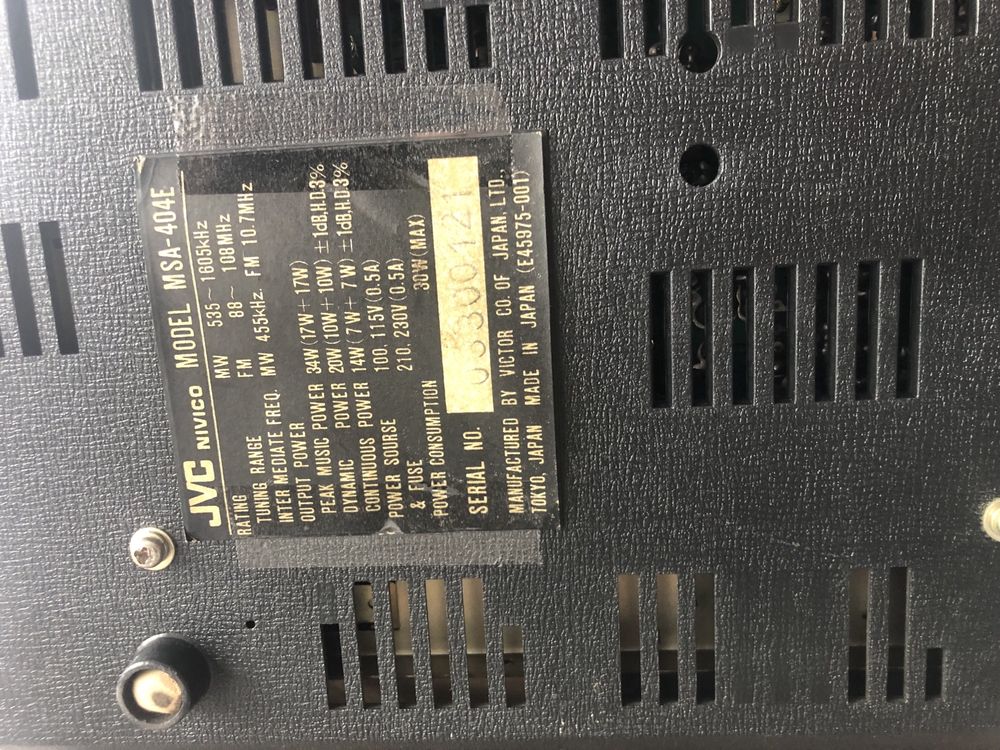 JVC NIVICO MODEL MSA-404E
RATING
TUNING RANGE MW 535~ 1605kHz
FM 88~ 108MHz
INTER MEDIATE FREQ. MW 455kHz. FM 10.7MHz
OUTPUT POWER
PEAK MUSIC POWER 34W (17W+ 17W)
DYNAMIC POWER 20W (10W+ 10W) ±1dB,H.D.3%
CONTINUOUS POWER 14W ( 7W+ 7W) ±1dB,H.D.3%
POWER SOURSE 100. 115V (0.5A)
& FUSE 210. 230V (0.5A)
POWER CONSUMPTION 30W (MAX)
SERIAL NO. 08300121
MANUFACTURED BY VICTOR CO. OF JAPAN, LTD.,
TOKYO, JAPAN MADE IN JAPAN (E45975-001)